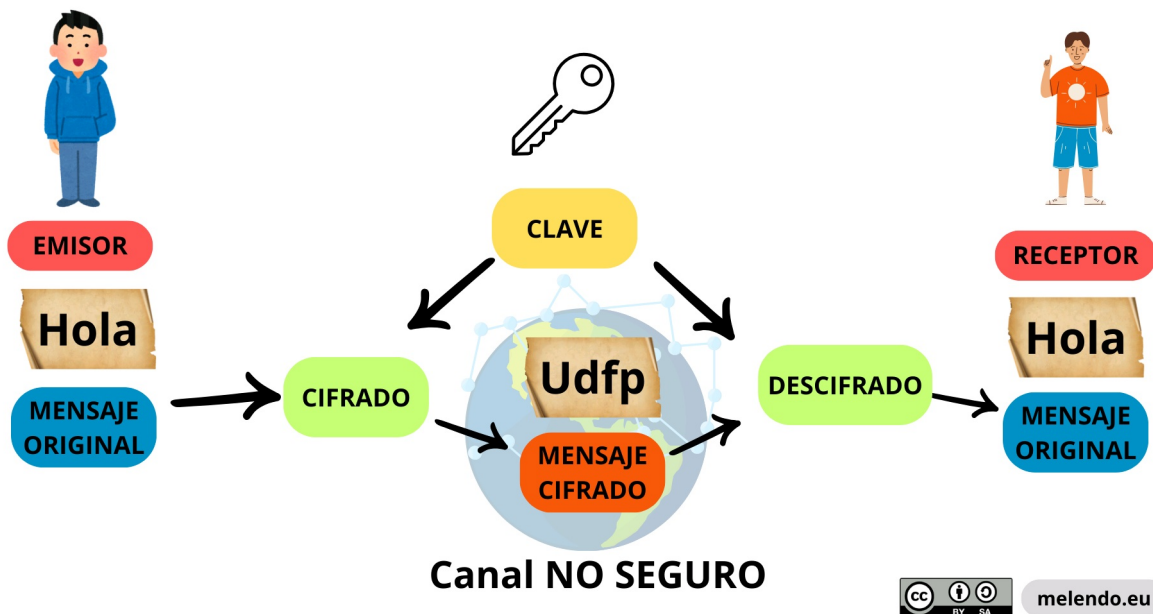 CLAVE
EMISOR
RECEPTOR
Hola
Hola
Udfp
CIFRADO
DESCIFRADO
MENSAJE
ORIGINAL
MENSAJE
CIFRADO
MENSAJE
ORIGINAL
Canal NO SEGURO
cc
BY SA
melendo.eu